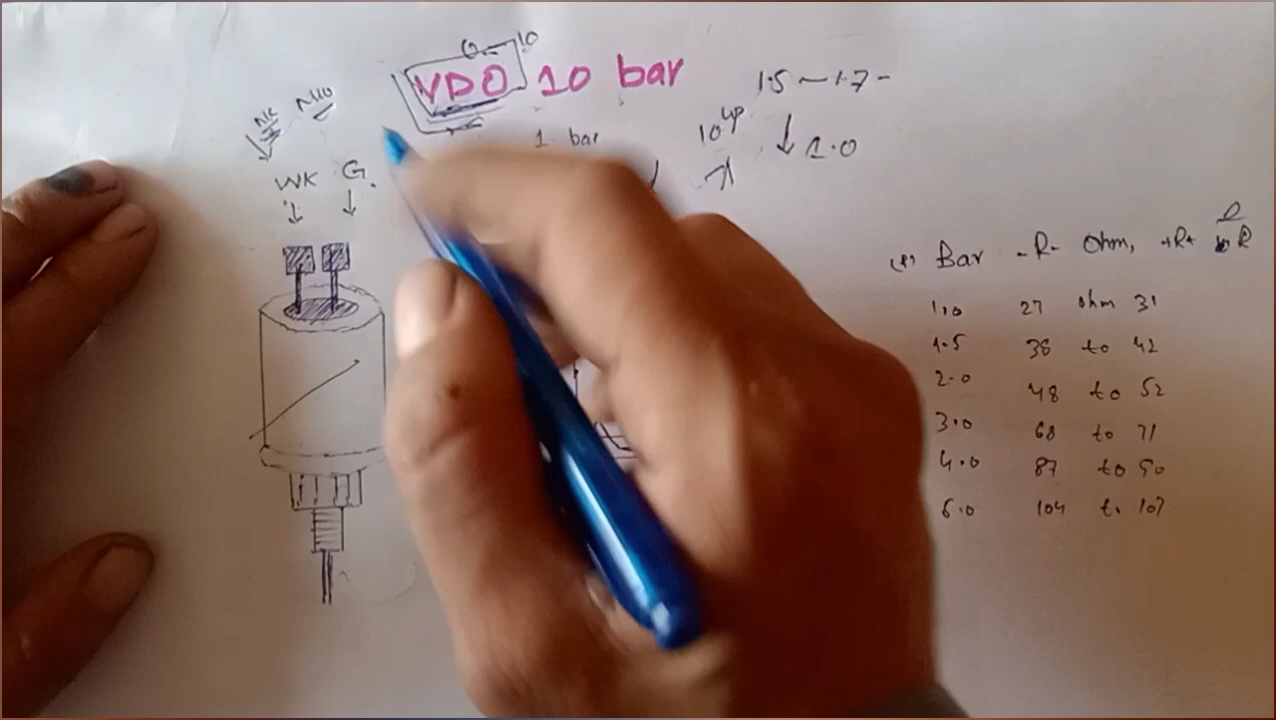 0 - 10
VDO 10 bar
1.5 – 1.7 -
1 bar
10
↓ 2.0
WK G.
(P) Bar -R- Ohm, +R+ R
1.0 27 ohm 31
1.5 38 to 42
2.0 48 to 52
3.0 68 to 71
4.0 87 to 90
6.0 104 to 107